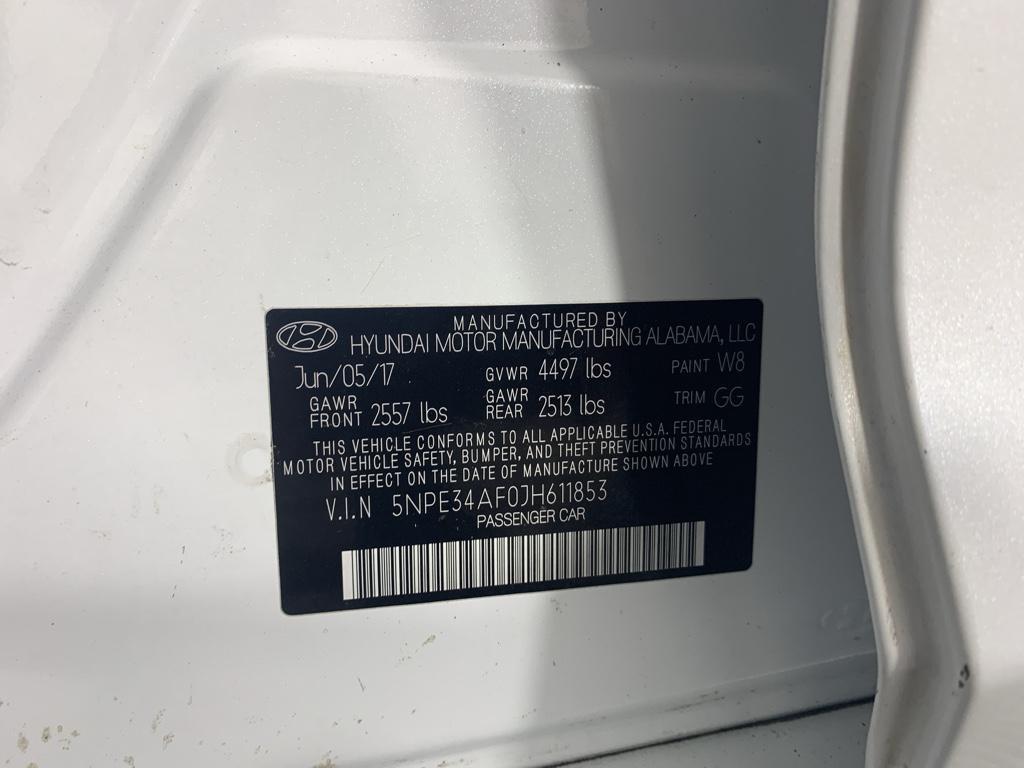 MANUFACTURED BY
HYUNDAI MOTOR MANUFACTURING ALABAMA, LLC
Jun/05/17 GVWR 4497 lbs PAINT W8
GAWR FRONT 2557 lbs GAWR REAR 2513 lbs TRIM GG
THIS VEHICLE CONFORMS TO ALL APPLICABLE U.S.A. FEDERAL
MOTOR VEHICLE SAFETY, BUMPER, AND THEFT PREVENTION STANDARDS
IN EFFECT ON THE DATE OF MANUFACTURE SHOWN ABOVE
V.I.N 5NPE34AF0JH611853
PASSENGER CAR